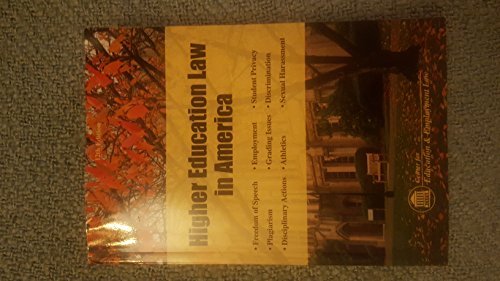 Edition
Higher Education Law
in America
• Freedom of Speech • Employment • Student Privacy
• Plagiarism • Grading Issues • Discrimination
• Disciplinary Actions • Athletics • Sexual Harassment
Center for
Education & Employment Law